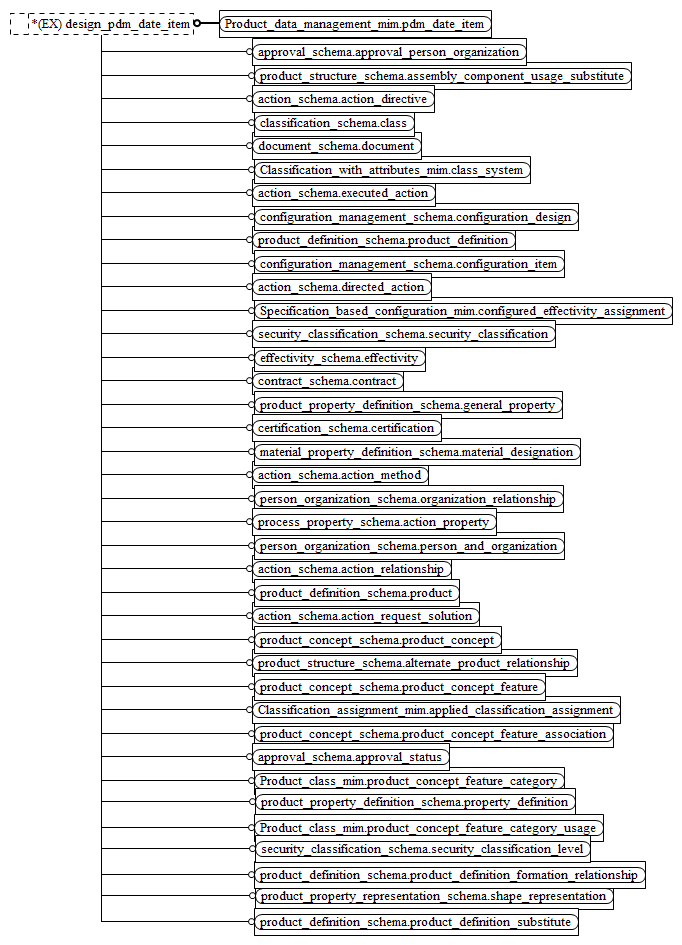 *(EX) design_pdm_date_item
Product_data_management_mim.pdm_date_item
approval_schema.approval_person_organization
product_structure_schema.assembly_component_usage_substitute
action_schema.action_directive
classification_schema.class
document_schema.document
Classification_with_attributes_mim.class_system
action_schema.executed_action
configuration_management_schema.configuration_design
product_definition_schema.product_definition
configuration_management_schema.configuration_item
action_schema.directed_action
Specification_based_configuration_mim.configured_effectivity_assignment
security_classification_schema.security_classification
effectivity_schema.effectivity
contract_schema.contract
product_property_definition_schema.general_property
certification_schema.certification
material_property_definition_schema.material_designation
action_schema.action_method
person_organization_schema.organization_relationship
process_property_schema.action_property
person_organization_schema.person_and_organization
action_schema.action_relationship
product_definition_schema.product
action_schema.action_request_solution
product_concept_schema.product_concept
product_structure_schema.alternate_product_relationship
product_concept_schema.product_concept_feature
Classification_assignment_mim.applied_classification_assignment
product_concept_schema.product_concept_feature_association
approval_schema.approval_status
Product_class_mim.product_concept_feature_category
product_property_definition_schema.property_definition
Product_class_mim.product_concept_feature_category_usage
security_classification_schema.security_classification_level
product_definition_schema.product_definition_formation_relationship
product_property_representation_schema.shape_representation
product_definition_schema.product_definition_substitute